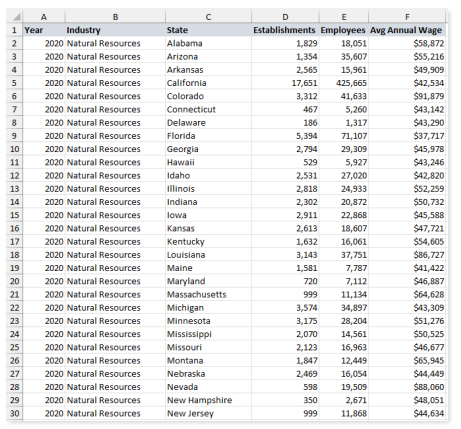 A B C D E F
1 Year Industry State Establishments Employees Avg Annual Wage
2 2020 Natural Resources Alabama 1,829 18,051 $58,872
3 2020 Natural Resources Arizona 1,354 35,607 $55,216
4 2020 Natural Resources Arkansas 2,565 15,961 $49,909
5 2020 Natural Resources California 17,651 425,665 $42,534
6 2020 Natural Resources Colorado 3,312 41,633 $91,879
7 2020 Natural Resources Connecticut 467 5,260 $43,142
8 2020 Natural Resources Delaware 186 1,317 $43,290
9 2020 Natural Resources Florida 5,394 71,107 $37,717
10 2020 Natural Resources Georgia 2,794 29,309 $45,978
11 2020 Natural Resources Hawaii 529 5,927 $43,246
12 2020 Natural Resources Idaho 2,531 27,020 $42,820
13 2020 Natural Resources Illinois 2,818 24,933 $52,259
14 2020 Natural Resources Indiana 2,302 20,872 $50,732
15 2020 Natural Resources Iowa 2,911 22,868 $45,588
16 2020 Natural Resources Kansas 2,613 18,607 $47,721
17 2020 Natural Resources Kentucky 1,632 16,061 $54,605
18 2020 Natural Resources Louisiana 3,143 37,751 $86,727
19 2020 Natural Resources Maine 1,581 7,787 $41,422
20 2020 Natural Resources Maryland 720 7,112 $46,887
21 2020 Natural Resources Massachusetts 999 11,134 $64,628
22 2020 Natural Resources Michigan 3,574 34,897 $43,309
23 2020 Natural Resources Minnesota 3,175 28,204 $51,276
24 2020 Natural Resources Mississippi 2,070 14,561 $50,525
25 2020 Natural Resources Missouri 2,123 16,963 $46,677
26 2020 Natural Resources Montana 1,847 12,449 $65,945
27 2020 Natural Resources Nebraska 2,469 16,054 $44,449
28 2020 Natural Resources Nevada 598 19,509 $88,060
29 2020 Natural Resources New Hampshire 350 2,671 $48,051
30 2020 Natural Resources New Jersey 999 11,868 $44,634